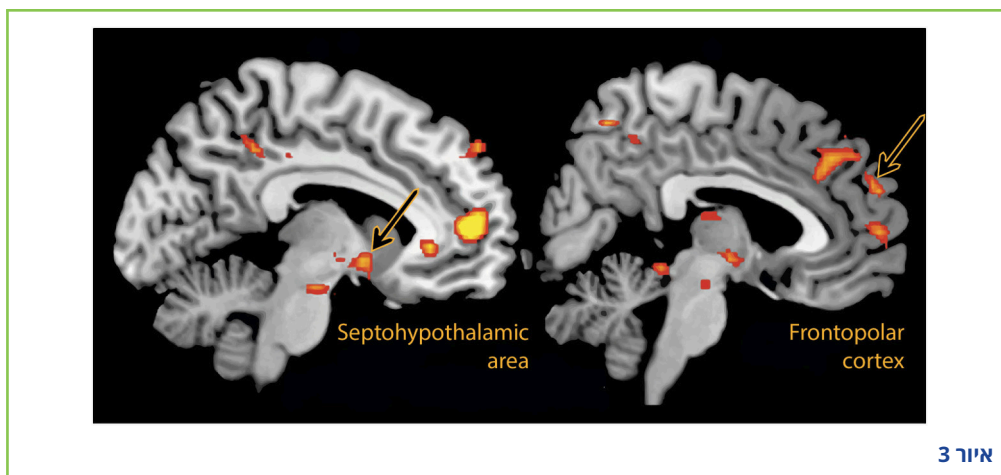 Septohypothalamic
area
Frontopolar
cortex
איור 3